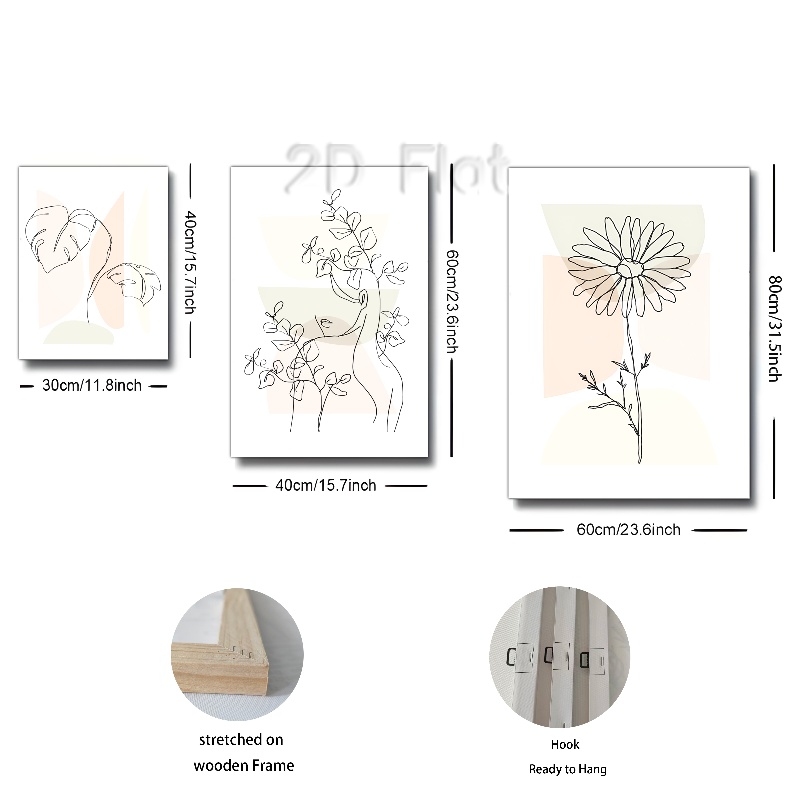 2D Flat
40cm/15.7inch
30cm/11.8inch
60cm/23.6inch
40cm/15.7inch
80cm/31.5inch
60cm/23.6inch
stretched on
wooden Frame
Hook
Ready to Hang